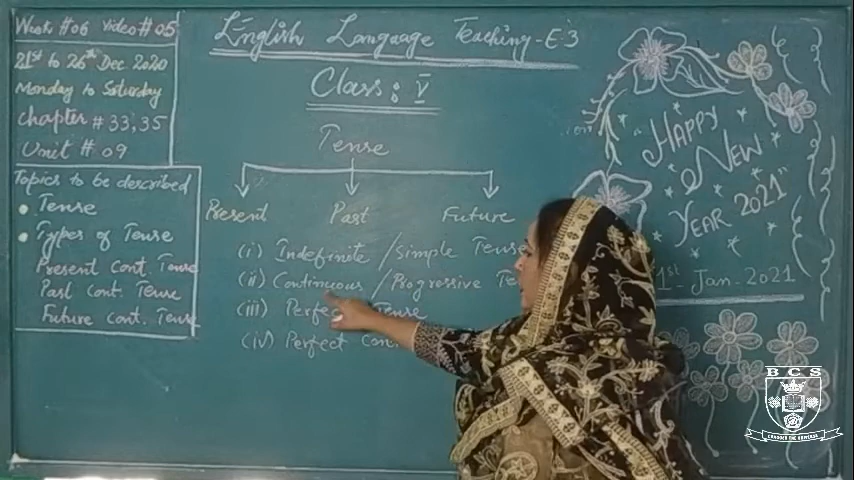 Week #06 Video #05
21st to 26th Dec 2020
Monday to Saturday
Chapter # 33,35
Unit # 09
Topics to be described
Tense
Types of Tense
Present Cont. Tense
Past Cont. Tense
Future Cont. Tense
English Language Teaching-E-3
Class: V
Tense
Present Past Future
(i) Indefinite / Simple Tense
(ii) Continuous / Progressive
(iii) Tense
(iv) Perfect
"Happy
New
Year 2021"
1st - Jan - 2021
BCS